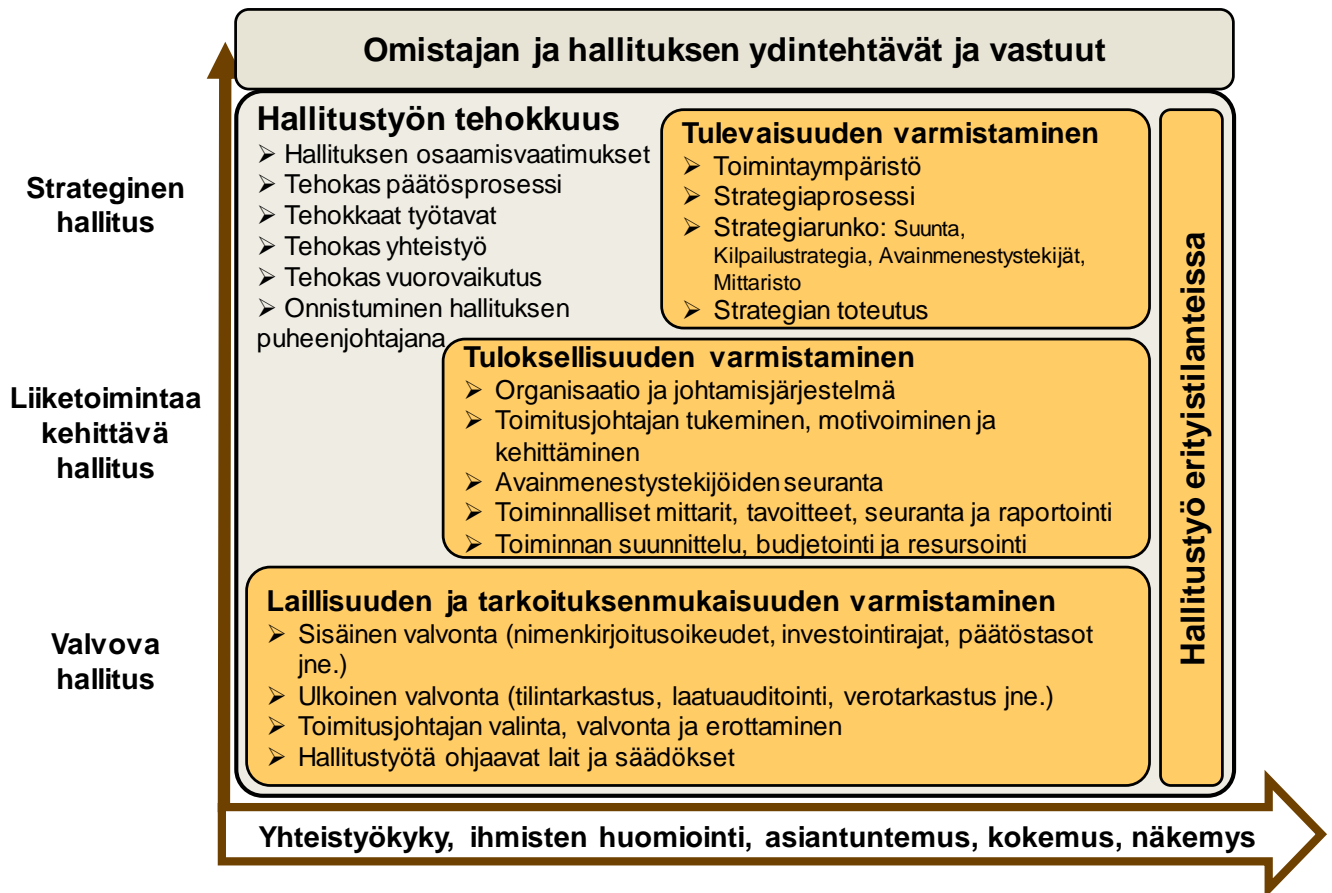 Omistajan ja hallituksen ydintehtävät ja vastuut
Strateginen
hallitus
Liiketoimintaa
kehittävä
hallitus
Valvova
hallitus
Hallitustyön tehokkuus
➢ Hallituksen osaamisvaatimukset
➢ Tehokas päätösprosessi
➢ Tehokkaat työtavat
➢ Tehokas yhteistyö
➢ Tehokas vuorovaikutus
➢ Onnistuminen hallituksen
puheenjohtajana
Tulevaisuuden varmistaminen
➢ Toimintaympäristö
➢ Strategiaprosessi
➢ Strategiarunko: Suunta,
Kilpailustrategia, Avainmenestystekijät,
Mittaristo
➢ Strategian toteutus
Tuloksellisuuden varmistaminen
➢ Organisaatio ja johtamisjärjestelmä
➢ Toimitusjohtajan tukeminen, motivoiminen ja
kehittäminen
➢ Avainmenestystekijöiden seuranta
➢ Toiminnalliset mittarit, tavoitteet, seuranta ja raportointi
➢ Toiminnan suunnittelu, budjetointi ja resursointi
Laillisuuden ja tarkoituksenmukaisuuden varmistaminen
➢ Sisäinen valvonta (nimenkirjoitusoikeudet, investointirajat, päätöstasot
jne.)
➢ Ulkoinen valvonta (tilintarkastus, laatuauditointi, verotarkastus jne.)
➢ Toimitusjohtajan valinta, valvonta ja erottaminen
➢ Hallitustyötä ohjaavat lait ja säädökset
Hallitustyö erityistilanteissa
Yhteistyökyky, ihmisten huomiointi, asiantuntemus, kokemus, näkemys